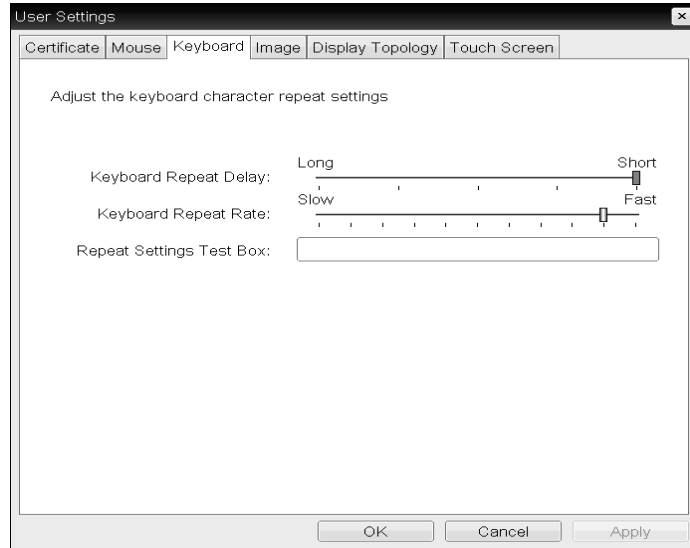 User Settings
Certificate Mouse Keyboard Image Display Topology Touch Screen
Adjust the keyboard character repeat settings
Long Short
Keyboard Repeat Delay:
Slow Fast
Keyboard Repeat Rate:
Repeat Settings Test Box:
OK Cancel Apply